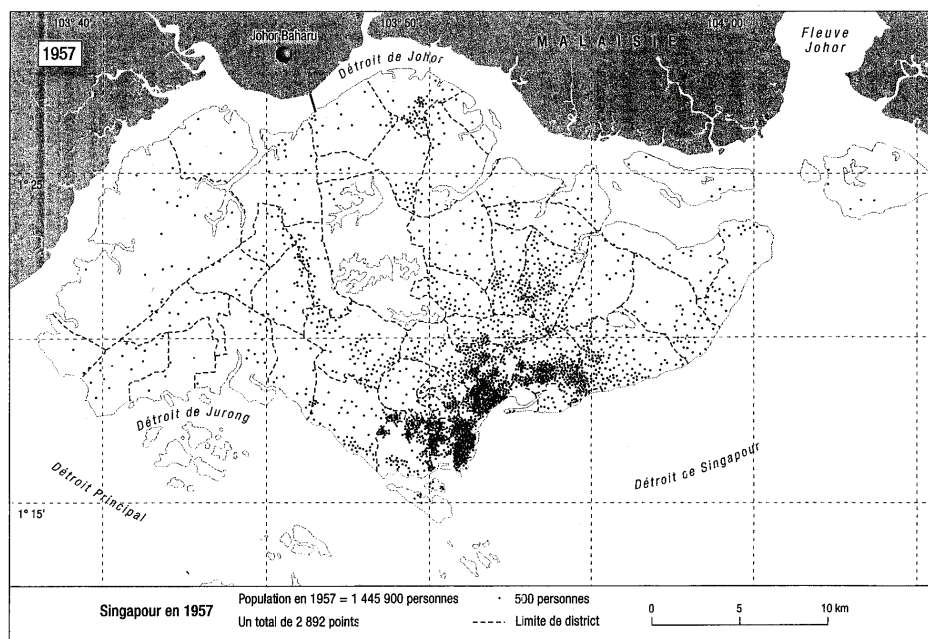 103° 40'
103° 50'
104° 00'
1957
Johor Baharu
MALAISIE
Fleuve
Johor
Détroit de Johor
1° 25'
Détroit de Jurong
Détroit Principal
Détroit de Singapour
1° 15'
Singapour en 1957
Population en 1957 = 1 445 900 personnes
Un total de 2 892 points
500 personnes
Limite de district
0 5 10 km